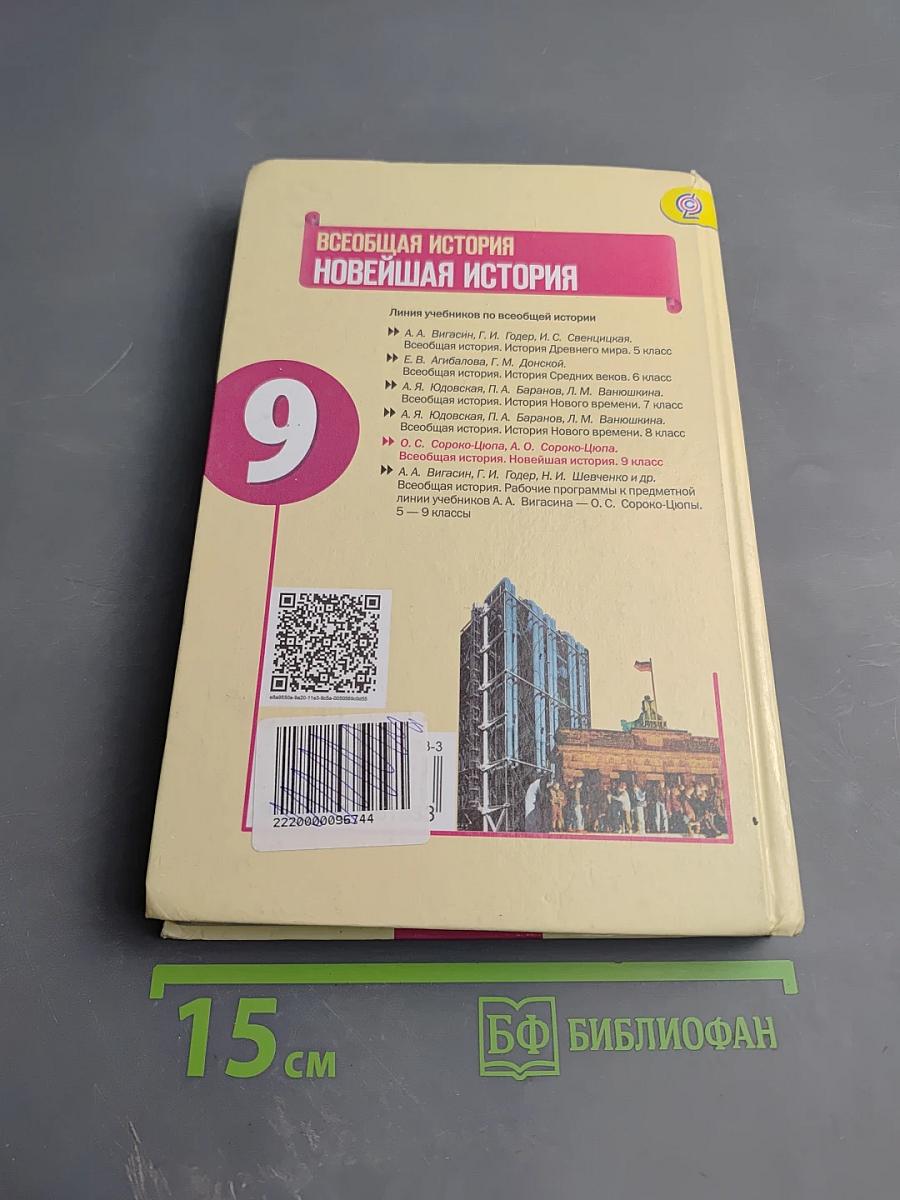 ВСЕОБЩАЯ ИСТОРИЯ
НОВЕЙШАЯ ИСТОРИЯ
Линия учебников по всеобщей истории
А. А. Вигасин, Г. И. Годер, И. С. Свенцицкая.
Всеобщая история. История Древнего мира. 5 класс
Е. В. Агибалова, Г. М. Донской.
Всеобщая история. История Средних веков. 6 класс
А. Я. Юдовская, П. А. Баранов, Л. М. Ванюшкина.
Всеобщая история. История Нового времени. 7 класс
А. Я. Юдовская, П. А. Баранов, Л. М. Ванюшкина.
Всеобщая история. История Нового времени. 8 класс
О. С. Сороко-Цюпа, А. О. Сороко-Цюпа.
Всеобщая история. Новейшая история. 9 класс
А. А. Вигасин, Г. И. Годер, Н. И. Шевченко и др.
Всеобщая история. Рабочие программы к предметной
линии учебников А. А. Вигасина — О. С. Сороко-Цюпы.
5 — 9 классы
9
3-3
2220000096744
15 см
БФ БИБЛИОФАН